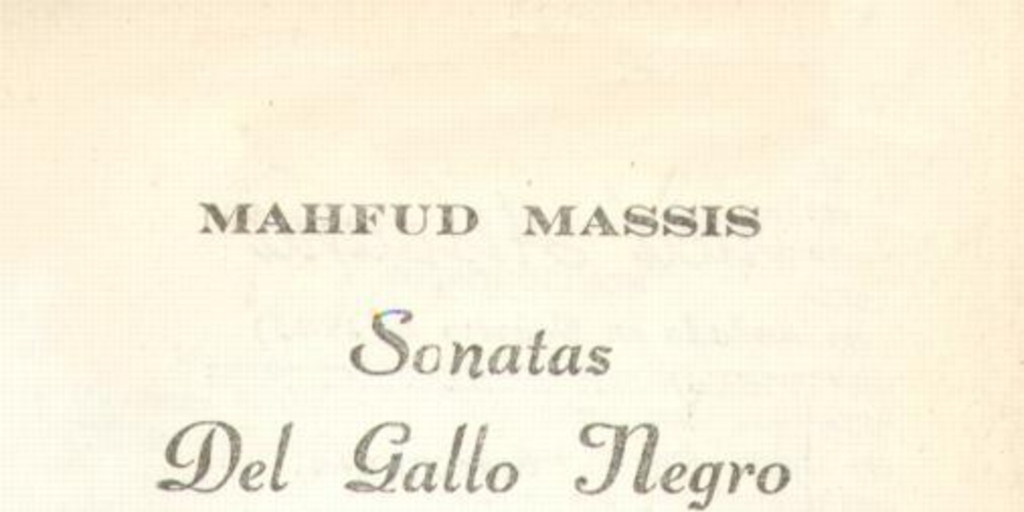 MAHFUD MASSIS
Sonatas
Del Gallo Negro